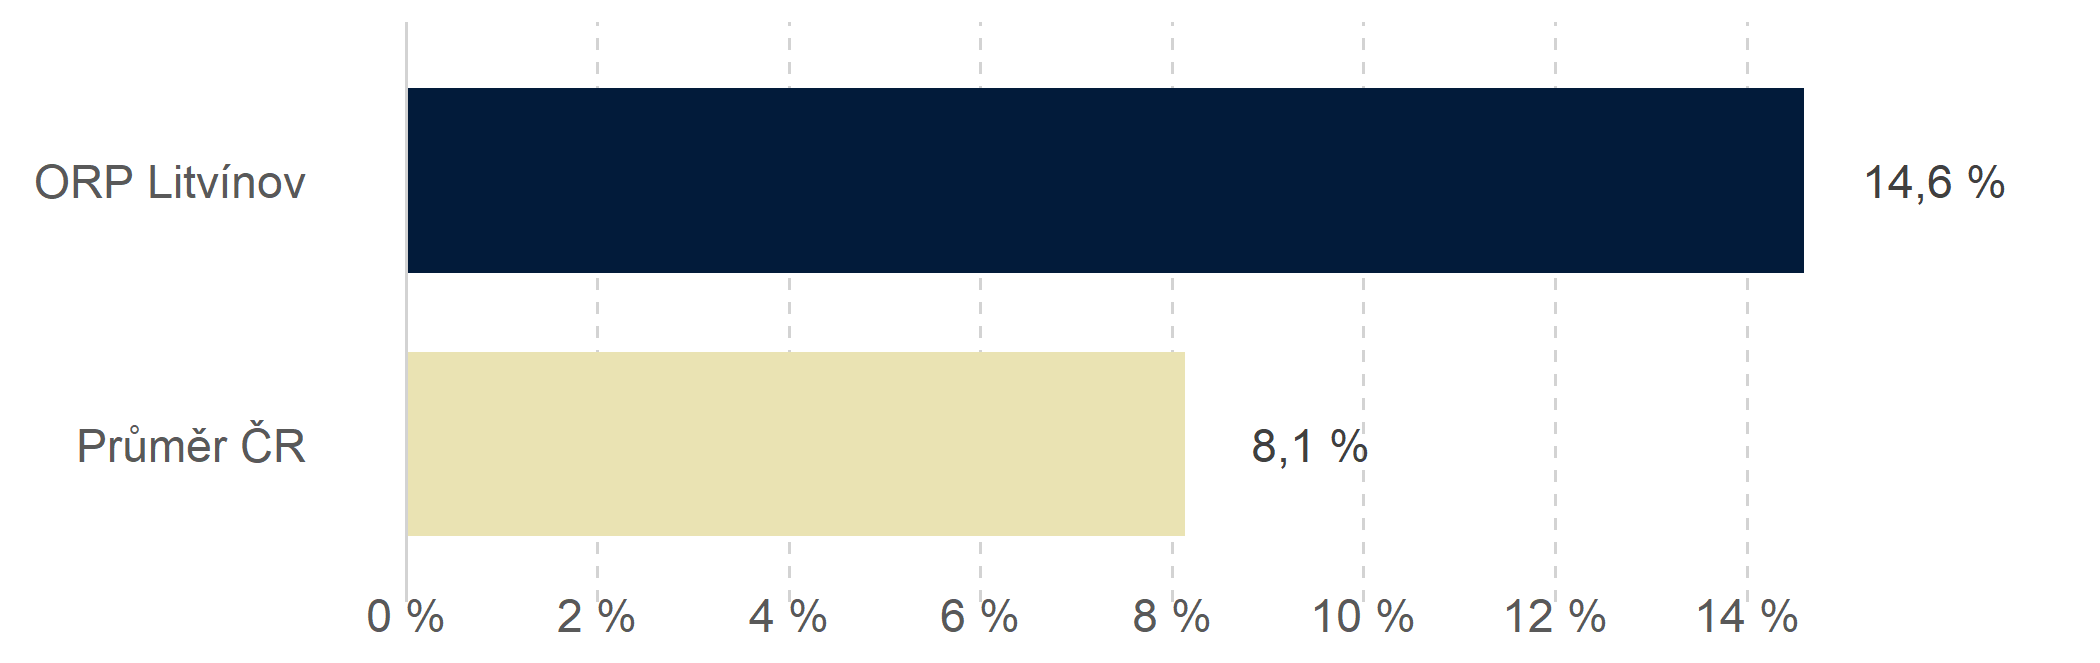 ORP Litvínov
14,6 %
Průměr ČR
8,1 %
0 % 2 % 4 % 6 % 8 % 10 % 12 % 14 %